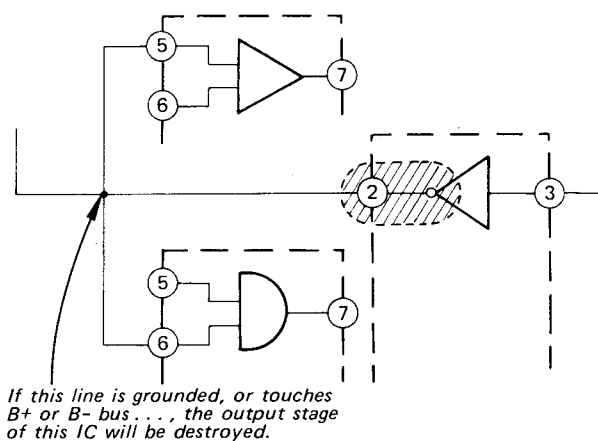 5
7
6
2
3
5
7
6
If this line is grounded, or touches
B+ or B- bus . . . . , the output stage
of this IC will be destroyed.